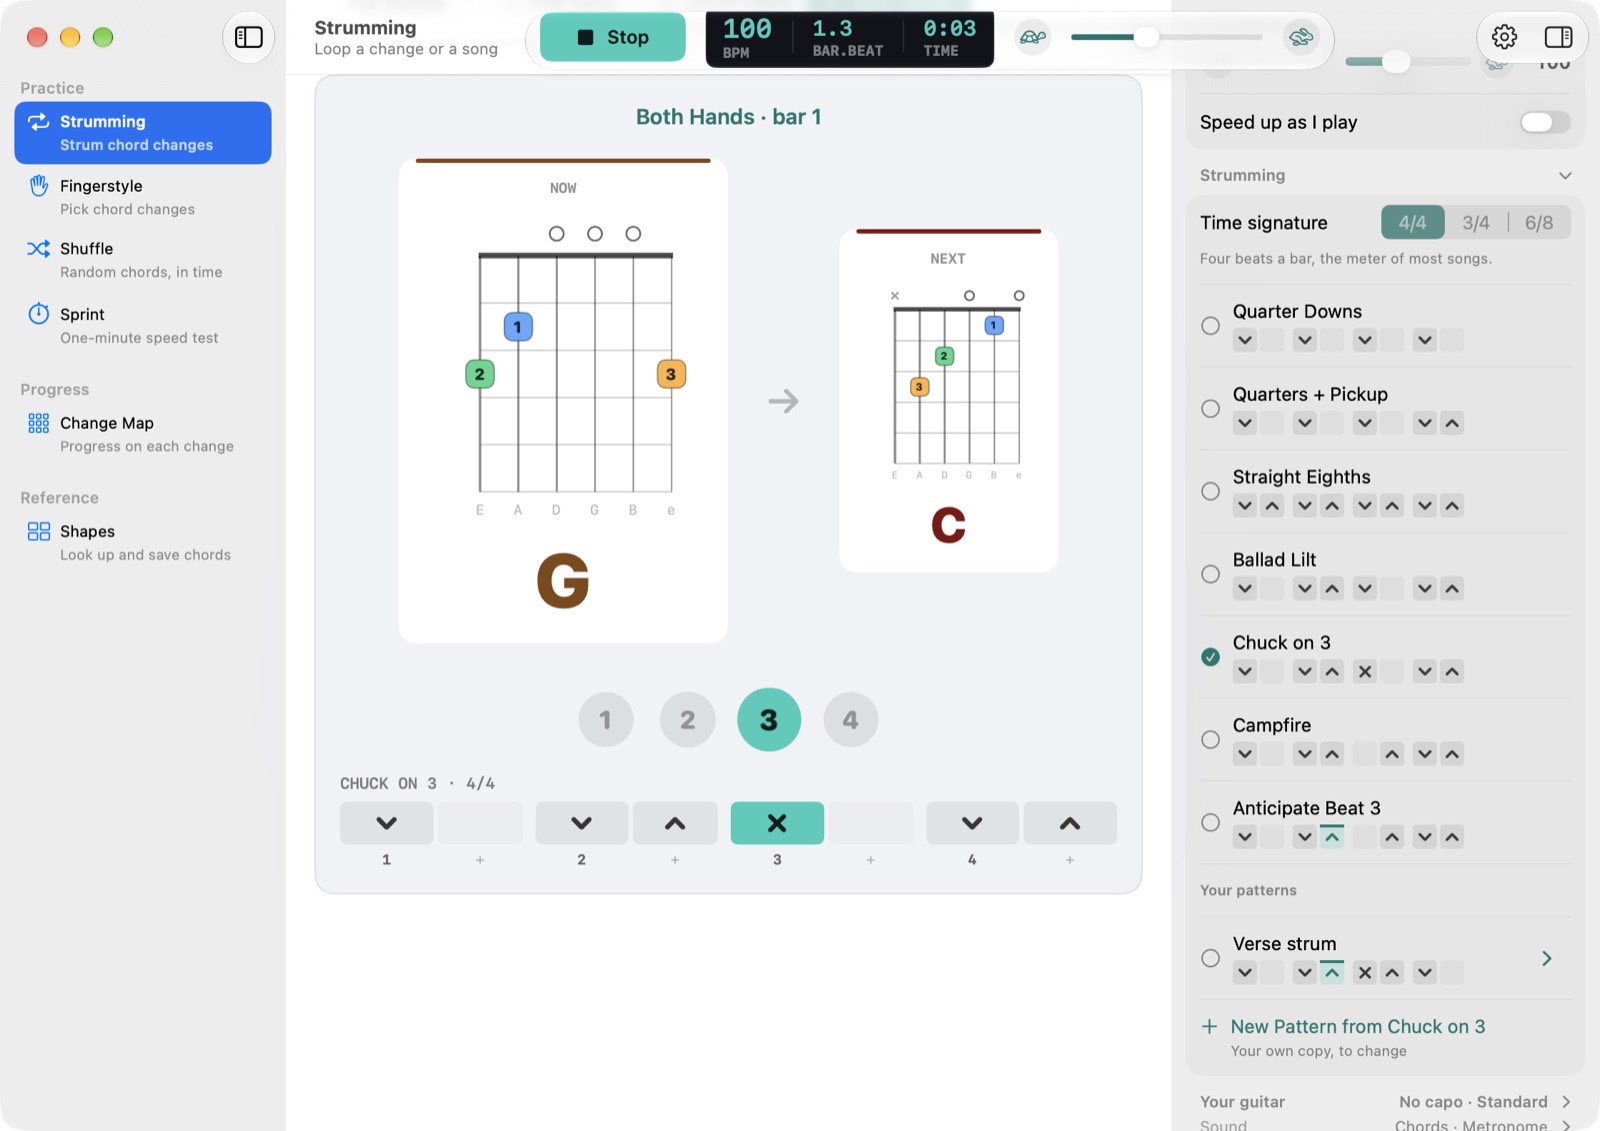 Practice
Strumming
Strum chord changes
Fingerstyle
Pick chord changes
Shuffle
Random chords, in time
Sprint
One-minute speed test
Progress
Change Map
Progress on each change
Reference
Shapes
Look up and save chords
Strumming
Loop a change or a song
Stop
100
BPM
1.3
BAR.BEAT
0:03
TIME
Both Hands · bar 1
NOW
1
2
3
E A D G B e
G
NEXT
×
1
2
3
E A D G B e
C
1 2 3 4
CHUCK ON 3 · 4/4
1 + 2 + 3 + 4 +
100
Speed up as I play
Strumming
Time signature
4/4 3/4 6/8
Four beats a bar, the meter of most songs.
Quarter Downs
Quarters + Pickup
Straight Eighths
Ballad Lilt
Chuck on 3
Campfire
Anticipate Beat 3
Your patterns
Verse strum
+ New Pattern from Chuck on 3
Your own copy, to change
Your guitar
No capo · Standard
Sound
Chords · Metronome